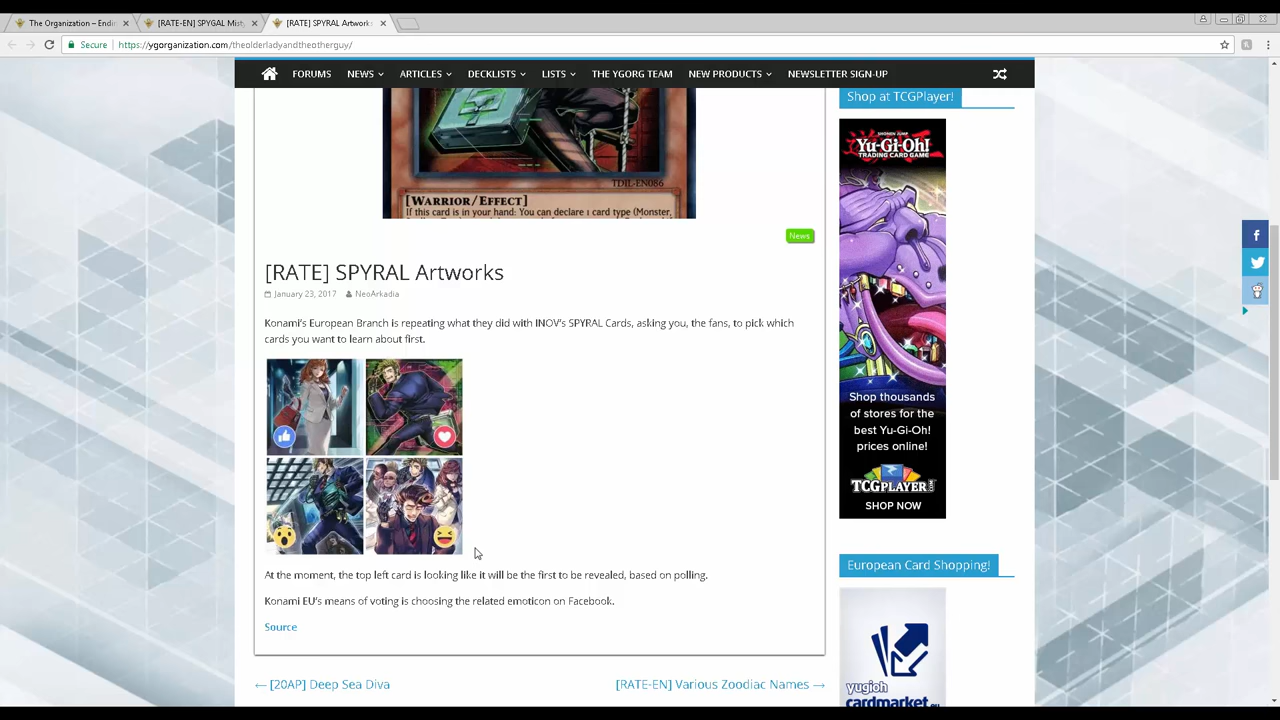 The Organization – Endin
[RATE-EN] SPYGAL Mist
[RATE] SPYRAL Artworks
Secure
https://ygorganization.com/theolderladyandtheotherguy/
FORUMS NEWS ARTICLES DECKLISTS LISTS THE YGORG TEAM NEW PRODUCTS NEWSLETTER SIGN-UP
TDIL-EN086
[WARRIOR/EFFECT]
If this card is in your hand: You can declare 1 card type (Monster,
News
[RATE] SPYRAL Artworks
January 23, 2017 NeoArkadia
Konami's European Branch is repeating what they did with INOV's SPYRAL Cards, asking you, the fans, to pick which
cards you want to learn about first.
At the moment, the top left card is looking like it will be the first to be revealed, based on polling.
Konami EU's means of voting is choosing the related emoticon on Facebook.
Source
← [20AP] Deep Sea Diva
[RATE-EN] Various Zoodiac Names →
Shop at TCGPlayer!
SHONEN JUMP
Yu-Gi-Oh!
TRADING CARD GAME
Shop thousands
of stores for the
best Yu-Gi-Oh!
prices online!
TCGPLAYER.COM
SHOP NOW
European Card Shopping!
yugioh
cardmarket.eu